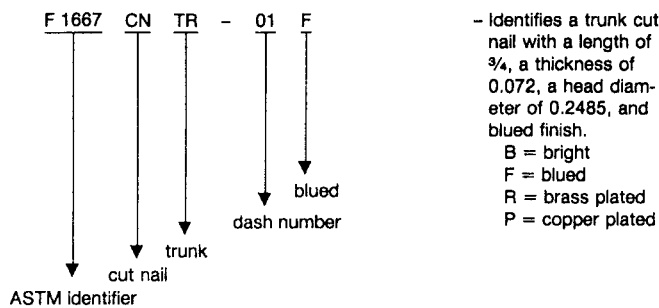 F 1667 CN TR - 01 F
blued
dash number
trunk
cut nail
ASTM identifier
– Identifies a trunk cut
nail with a length of
¾, a thickness of
0.072, a head diam-
eter of 0.2485, and
blued finish.
B = bright
F = blued
R = brass plated
P = copper plated